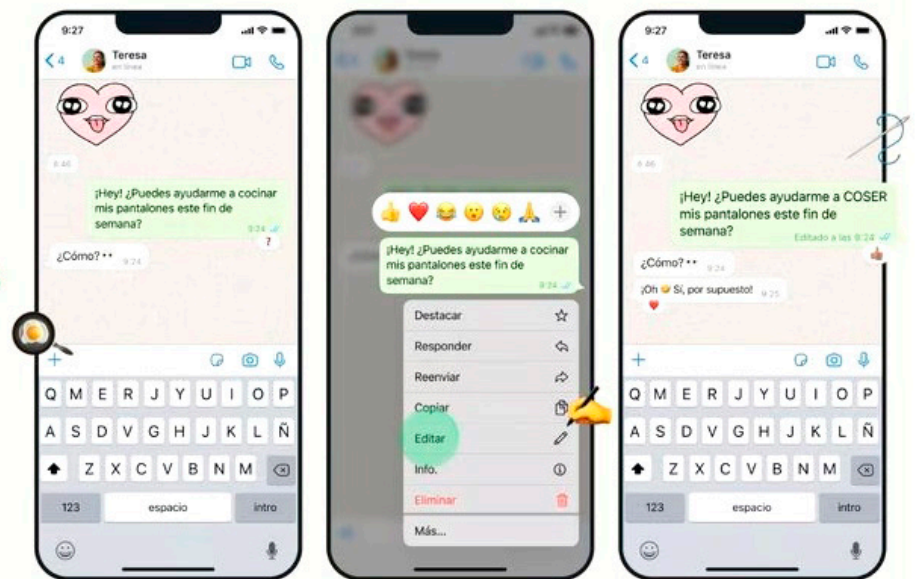 9:27
4
Teresa
en línea
6:46
¡Hey! ¿Puedes ayudarme a cocinar
mis pantalones este fin de
semana?
9:24
?
¿Cómo?
9:24
Q M E R J Y U I O P
A S D V G H J K L Ñ
Z X C V B N M
123 espacio intro
¡Hey! ¿Puedes ayudarme a cocinar
mis pantalones este fin de
semana?
9:24
Destacar
Responder
Reenviar
Copiar
Editar
Info.
Eliminar
Más...
9:27
4
Teresa
en línea
6:46
¡Hey! ¿Puedes ayudarme a COSER
mis pantalones este fin de
semana?
Editado a las 9:24
¿Cómo?
9:24
¡Oh Sí, por supuesto!
9:25
Q M E R J Y U I O P
A S D V G H J K L Ñ
Z X C V B N M
123 espacio intro